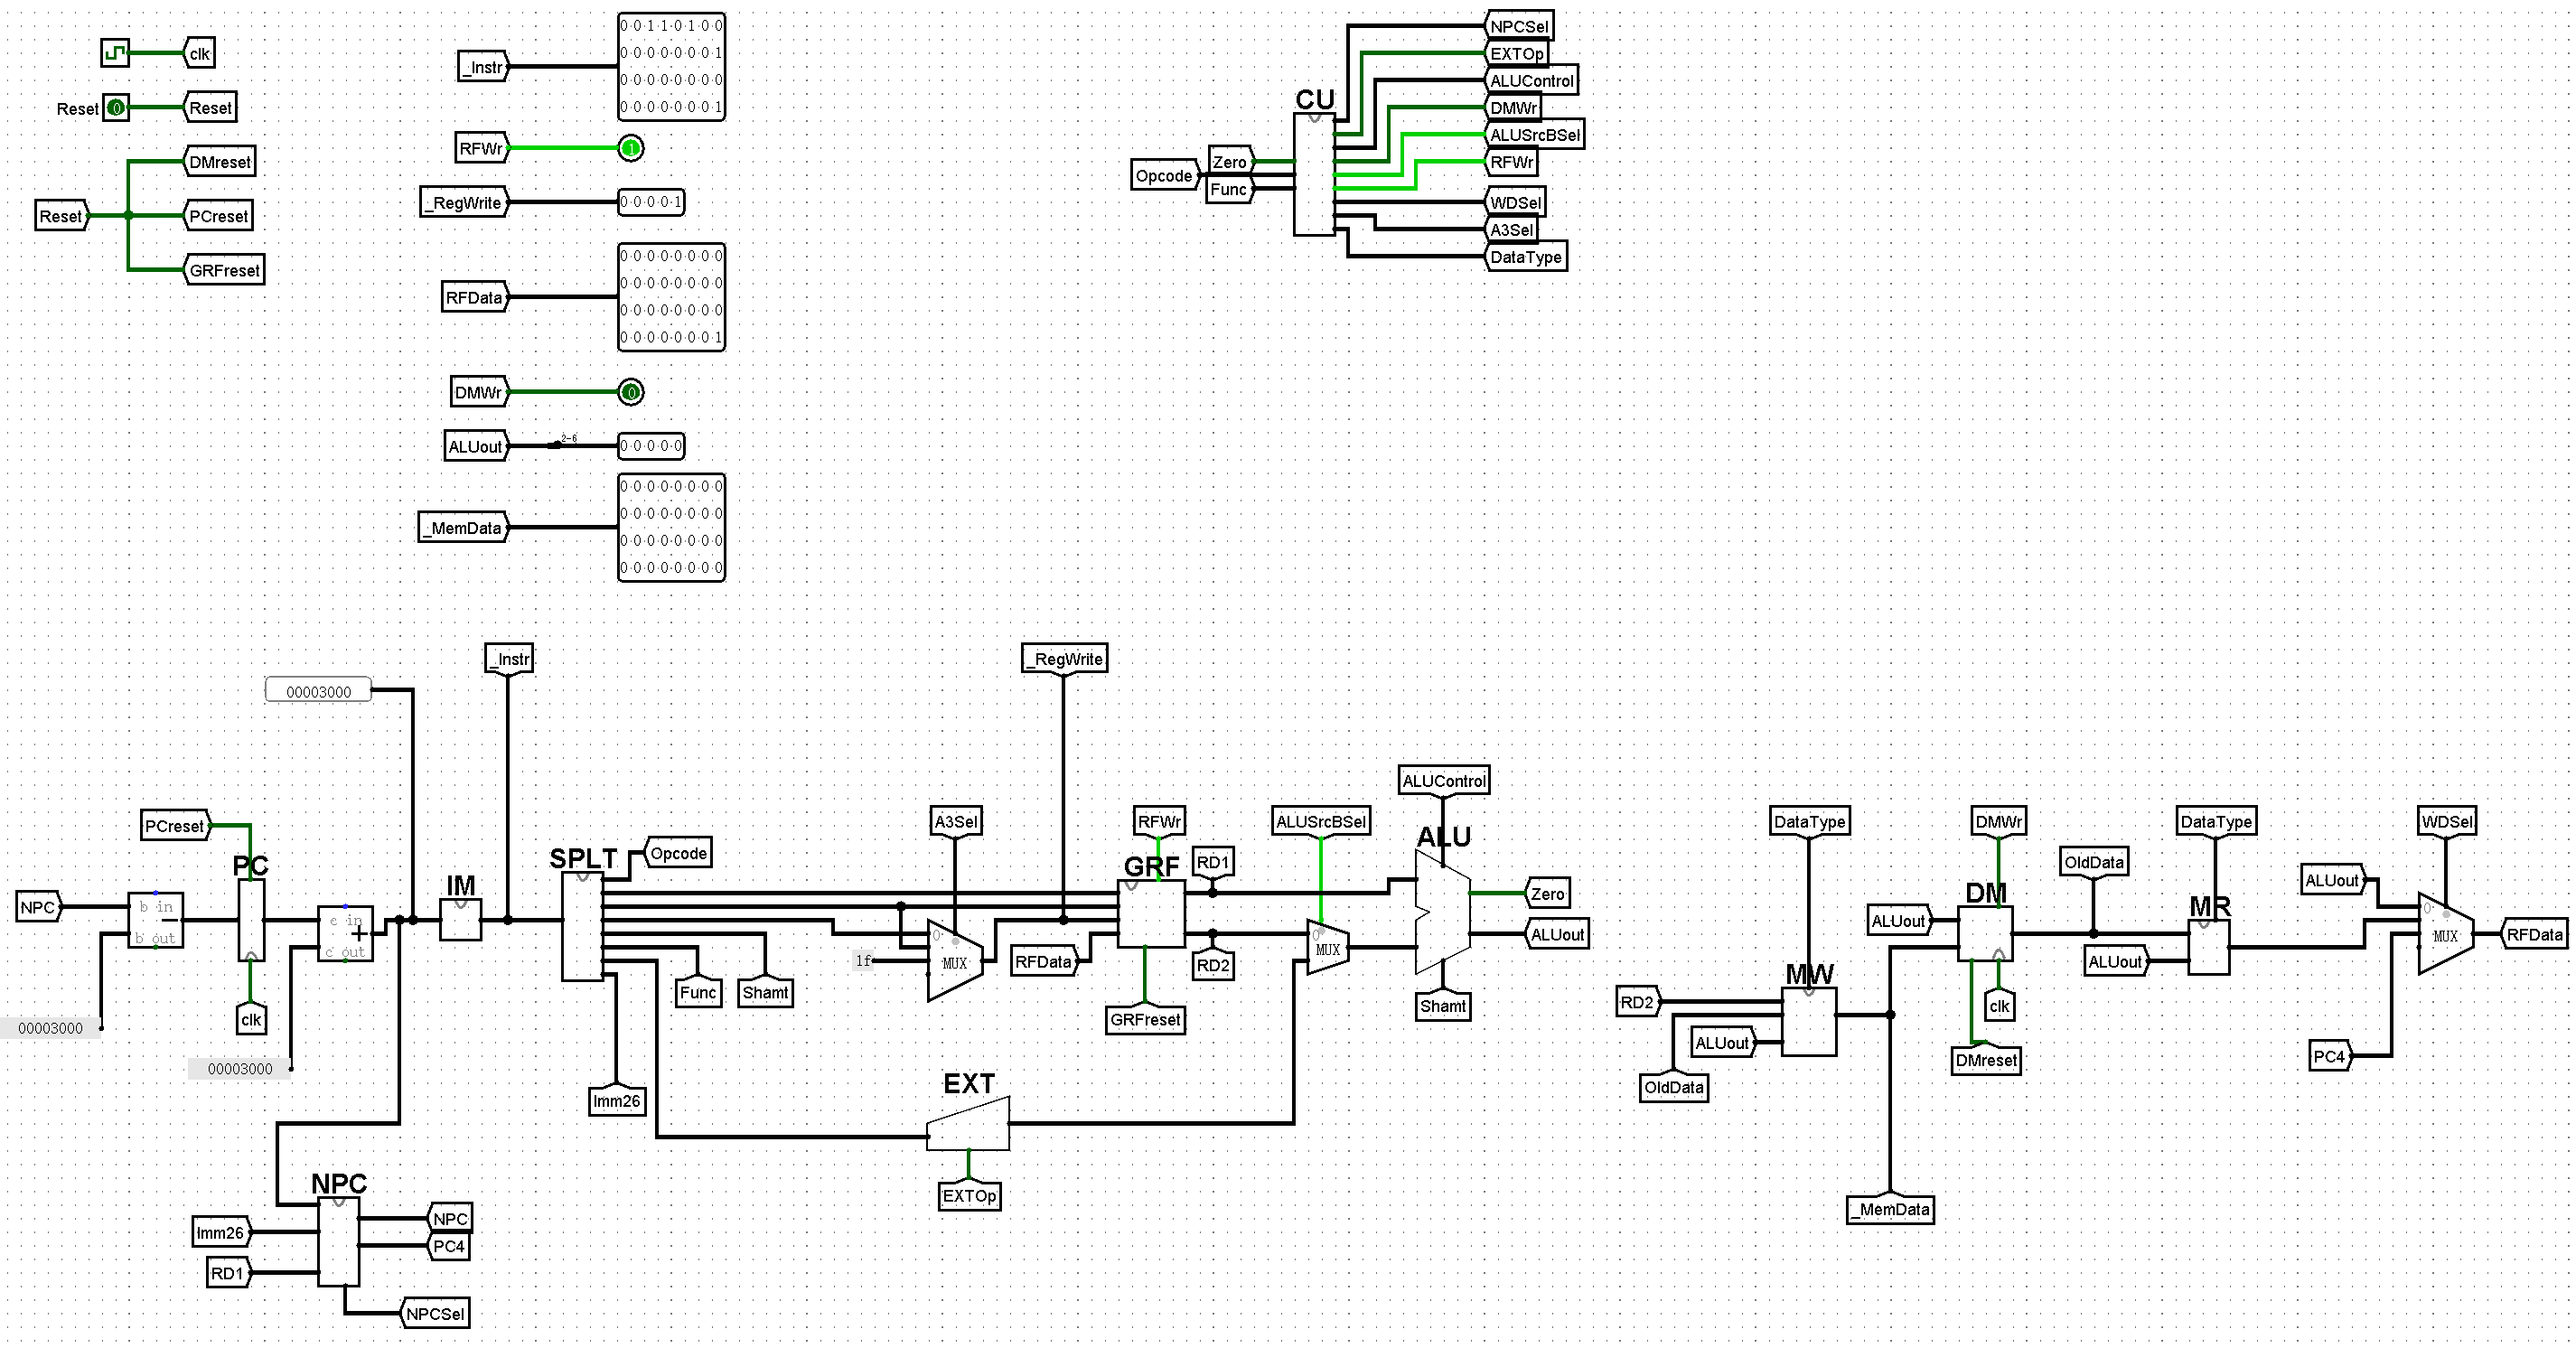 clk
Reset
Reset
Reset
DMreset
PCreset
GRFreset
_Instr
0 0 1 1 0 1 0 0
0 0 0 0 0 0 0 1
0 0 0 0 0 0 0 0
0 0 0 0 0 0 0 1
RFWr
1
_RegWrite
0 0 0 0 1
RFData
0 0 0 0 0 0 0 0
0 0 0 0 0 0 0 0
0 0 0 0 0 0 0 0
0 0 0 0 0 0 0 1
DMWr
0
ALUout
2-6
0 0 0 0 0
_MemData
0 0 0 0 0 0 0 0
0 0 0 0 0 0 0 0
0 0 0 0 0 0 0 0
0 0 0 0 0 0 0 0
CU
Zero
Opcode
Func
NPCSel
EXTOp
ALUControl
DMWr
ALUSrcBSel
RFWr
WDSel
A3Sel
DataType
_Instr
_RegWrite
00003000
PCreset
PC
NPC
b in
b out
00003000
clk
c in
c out
00003000
IM
SPLT
Opcode
Func
Shamt
Imm26
A3Sel
0
1f
MUX
RFWr
GRF
RFData
GRFreset
RD1
RD2
ALUSrcBSel
0
MUX
ALUControl
ALU
Zero
ALUout
Shamt
EXT
EXTOp
NPC
Imm26
RD1
NPC
PC4
NPCSel
DataType
MW
RD2
ALUout
OldData
DMWr
DM
ALUout
clk
DMreset
_MemData
OldData
DataType
MR
ALUout
WDSel
ALUout
0
MUX
RFData
PC4